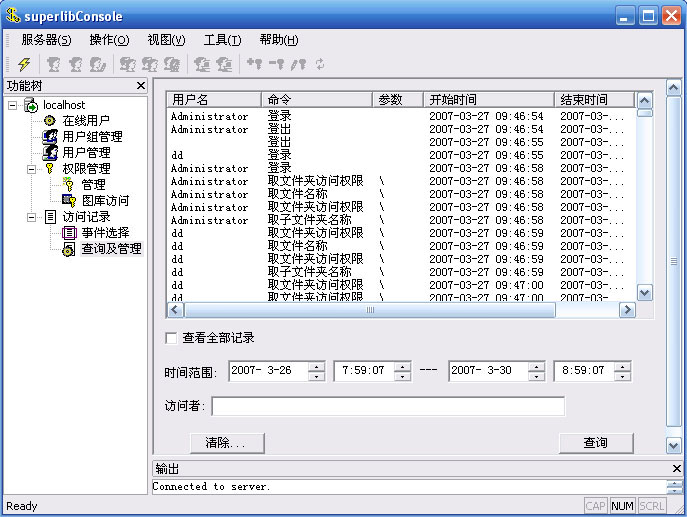 superlibConsole
服务器(S) 操作(O) 视图(V) 工具(T) 帮助(H)
功能树
localhost
在线用户
用户组管理
用户管理
权限管理
管理
图库访问
访问记录
事件选择
查询及管理
用户名 命令 参数 开始时间 结束时间
Administrator 登录 2007-03-27 09:46:54 2007-03-...
Administrator 登出 2007-03-27 09:46:54 2007-03-...
登出 2007-03-27 09:46:55 2007-03-...
dd 登录 2007-03-27 09:46:55 2007-03-...
Administrator 登录 2007-03-27 09:46:58 2007-03-...
Administrator 取文件夹访问权限 \ 2007-03-27 09:46:58 2007-03-...
Administrator 取文件名称 \ 2007-03-27 09:46:58 2007-03-...
Administrator 取文件夹访问权限 \ 2007-03-27 09:46:58 2007-03-...
Administrator 取子文件夹名称 \ 2007-03-27 09:46:58 2007-03-...
dd 取文件夹访问权限 \ 2007-03-27 09:46:59 2007-03-...
dd 取文件名称 \ 2007-03-27 09:46:59 2007-03-...
dd 取文件夹访问权限 \ 2007-03-27 09:46:59 2007-03-...
dd 取子文件夹名称 \ 2007-03-27 09:46:59 2007-03-...
dd 取文件夹访问权限 \ 2007-03-27 09:47:00 2007-03-...
dd 取文件夹访问权限 \ 2007-03-27 09:47:00 2007-03-...
查看全部记录
时间范围: 2007- 3-26 7:59:07 --- 2007- 3-30 8:59:07
访问者:
清除... 查询
输出
Connected to server.
Ready CAP NUM SCRL